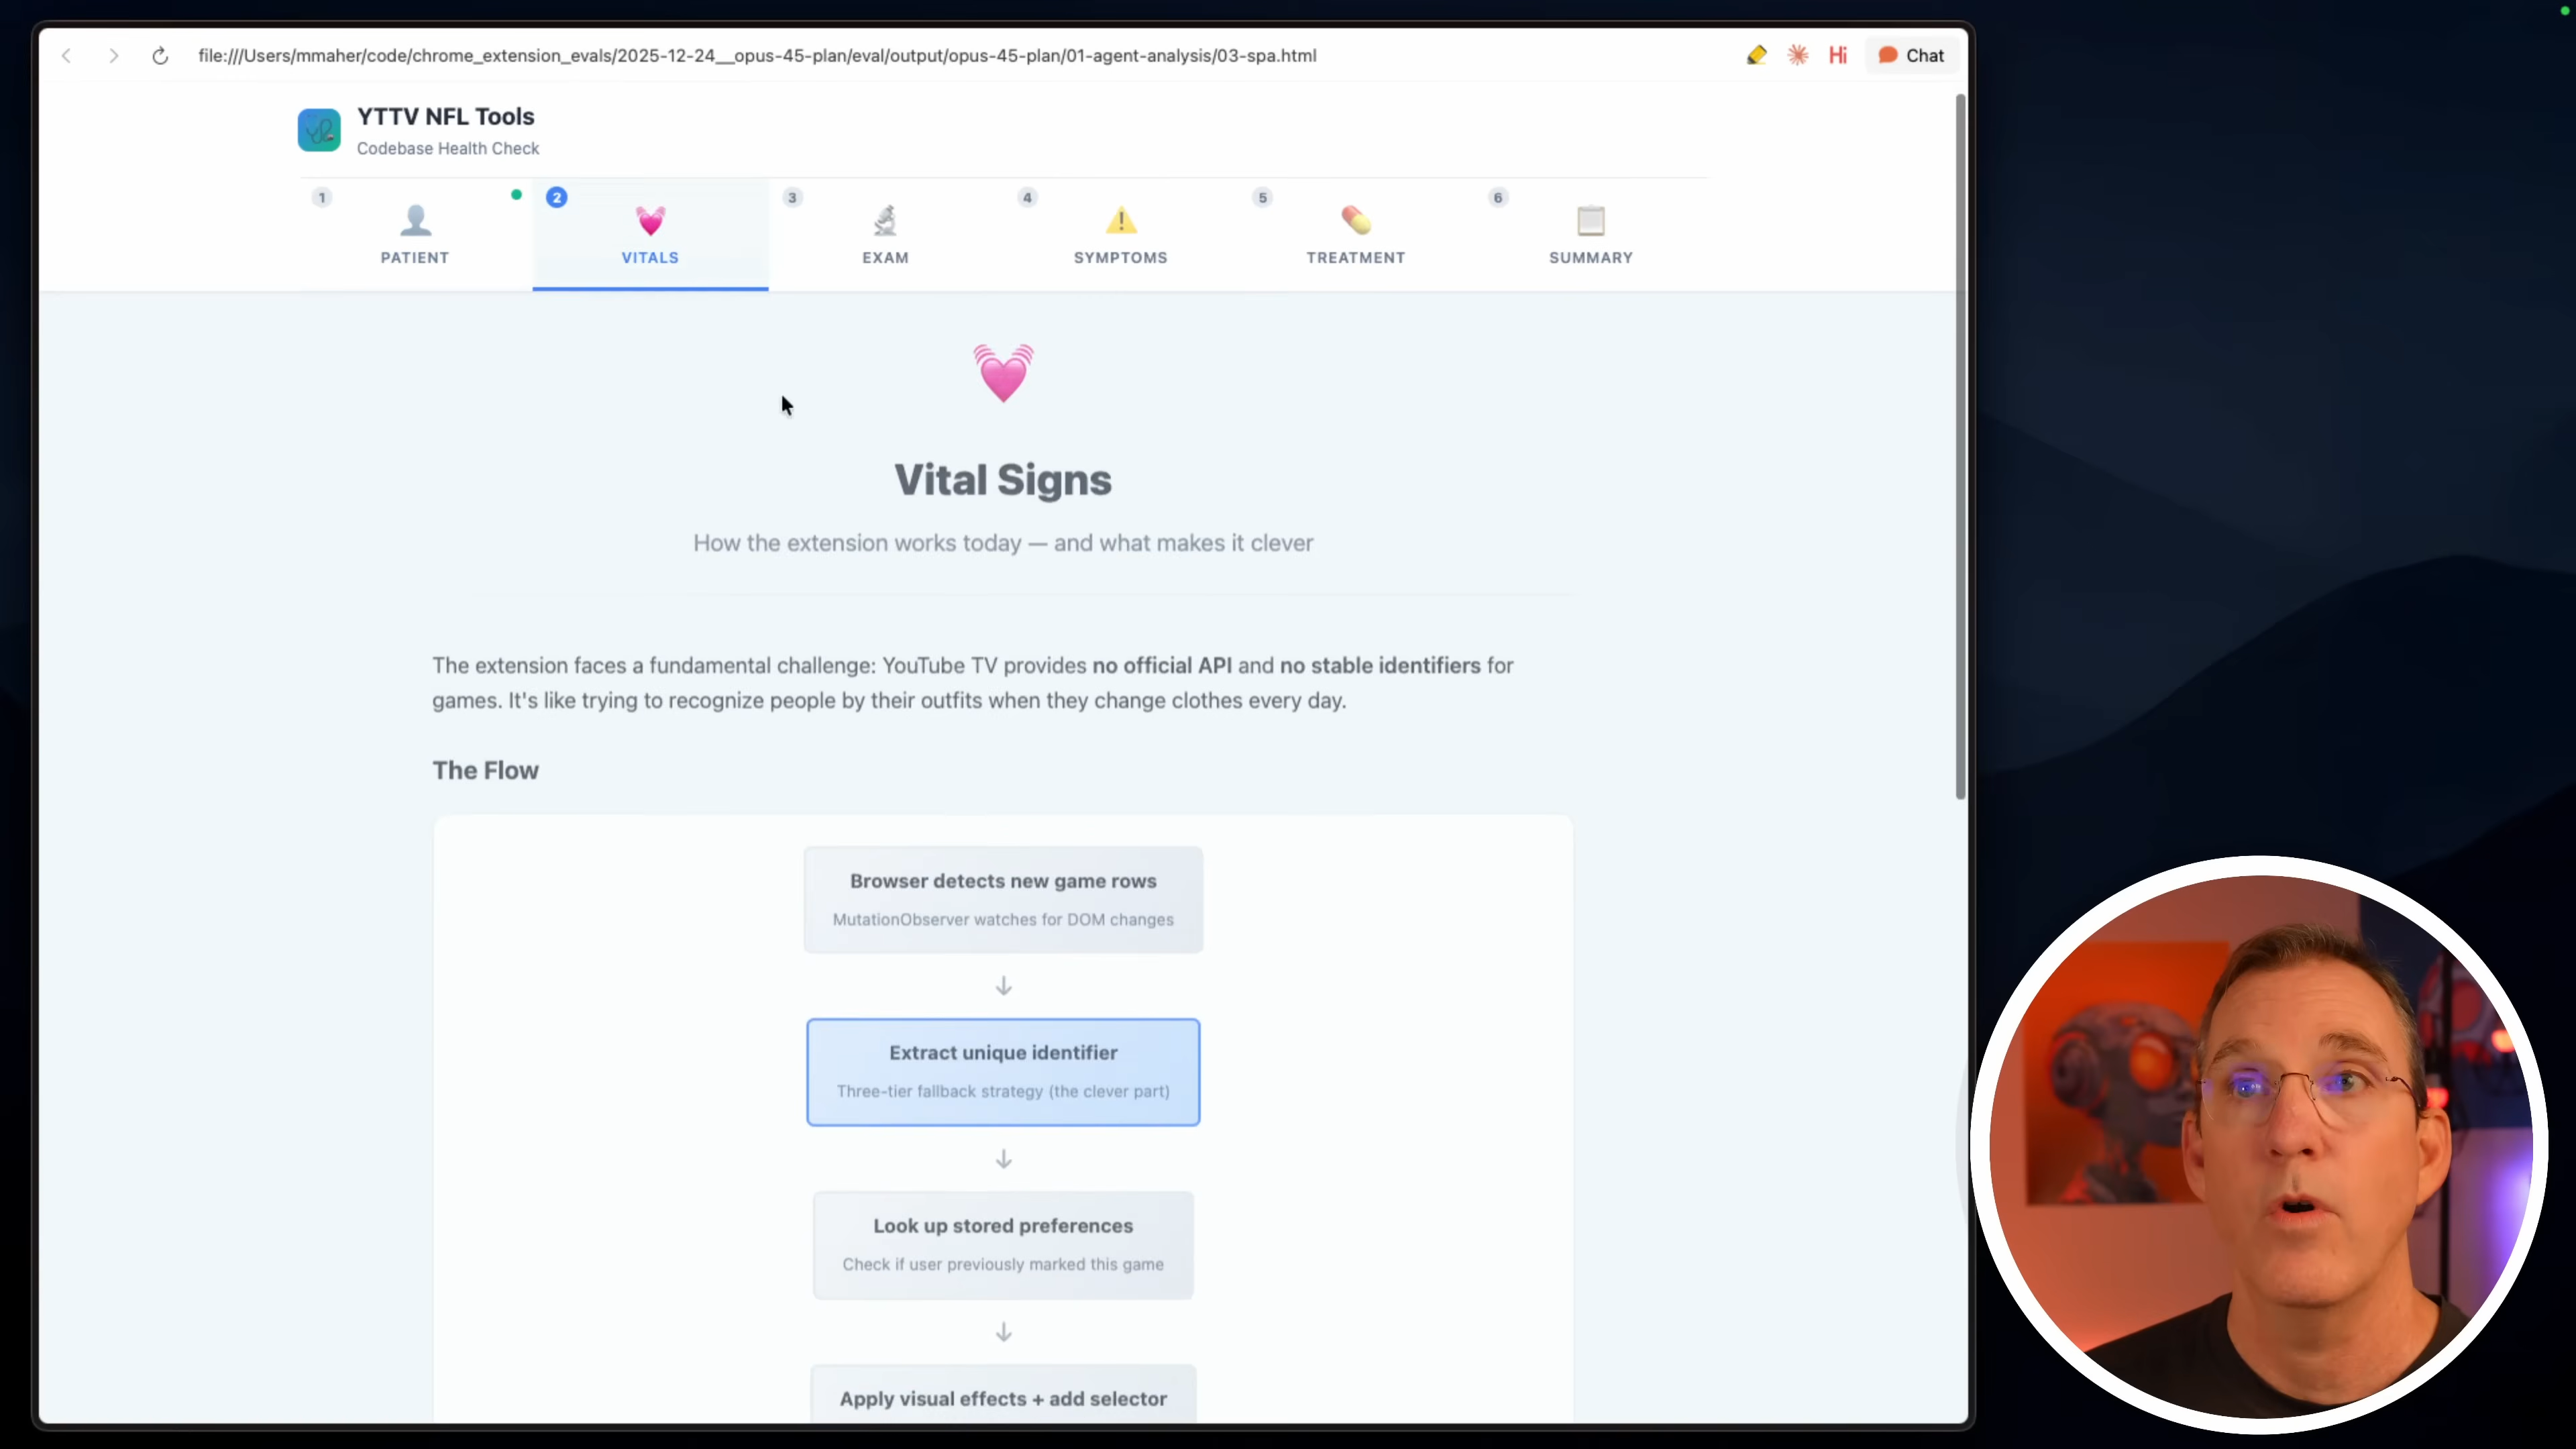 file:///Users/mmaher/code/chrome_extension_evals/2025-12-24__opus-45-plan/eval/output/opus-45-plan/01-agent-analysis/03-spa.html
Hi
Chat
YTTV NFL Tools
Codebase Health Check
1
PATIENT
2
VITALS
3
EXAM
4
SYMPTOMS
5
TREATMENT
6
SUMMARY
Vital Signs
How the extension works today — and what makes it clever
The extension faces a fundamental challenge: YouTube TV provides no official API and no stable identifiers for
games. It's like trying to recognize people by their outfits when they change clothes every day.
The Flow
Browser detects new game rows
MutationObserver watches for DOM changes
Extract unique identifier
Three-tier fallback strategy (the clever part)
Look up stored preferences
Check if user previously marked this game
Apply visual effects + add selector